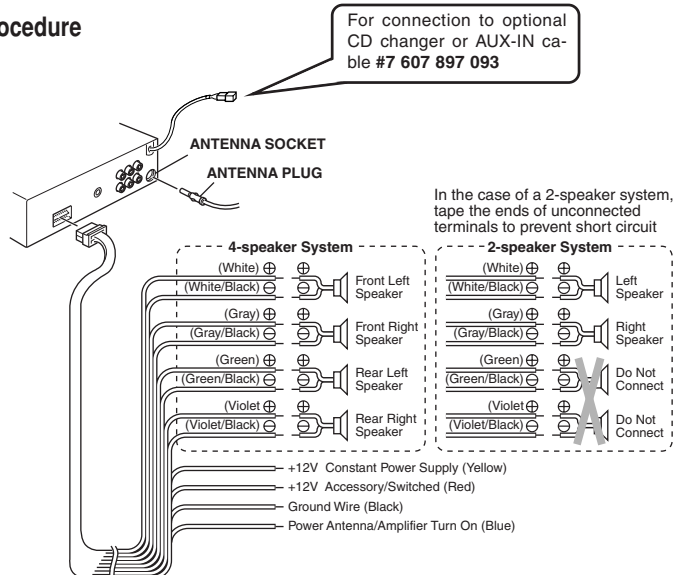 ocedure
For connection to optional
CD changer or AUX-IN ca-
ble #7 607 897 093
ANTENNA SOCKET
ANTENNA PLUG
In the case of a 2-speaker system,
tape the ends of unconnected
terminals to prevent short circuit
4-speaker System
(White) ⊕ ⊕
(White/Black) ⊖ ⊖
Front Left
Speaker
(Gray) ⊕ ⊕
(Gray/Black) ⊖ ⊖
Front Right
Speaker
(Green) ⊕ ⊕
(Green/Black) ⊖ ⊖
Rear Left
Speaker
(Violet ⊕ ⊕
(Violet/Black) ⊖ ⊖
Rear Right
Speaker
2-speaker System
(White) ⊕ ⊕
(White/Black) ⊖ ⊖
Left
Speaker
(Gray) ⊕ ⊕
(Gray/Black) ⊖ ⊖
Right
Speaker
(Green) ⊕ ⊕
(Green/Black) ⊖ ⊖
Do Not
Connect
(Violet ⊕ ⊕
(Violet/Black) ⊖ ⊖
Do Not
Connect
+12V Constant Power Supply (Yellow)
+12V Accessory/Switched (Red)
Ground Wire (Black)
Power Antenna/Amplifier Turn On (Blue)